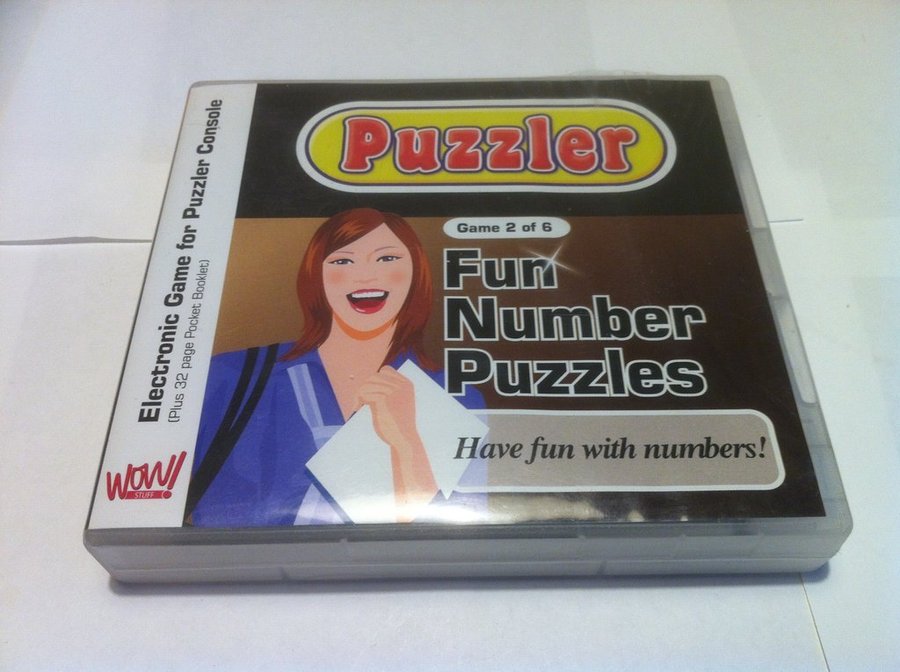 Puzzler
Game 2 of 6
Fun
Number
Puzzles
Have fun with numbers!
Electronic Game for Puzzler Console
(Plus 32 page Pocket Booklet)
WOW!
STUFF